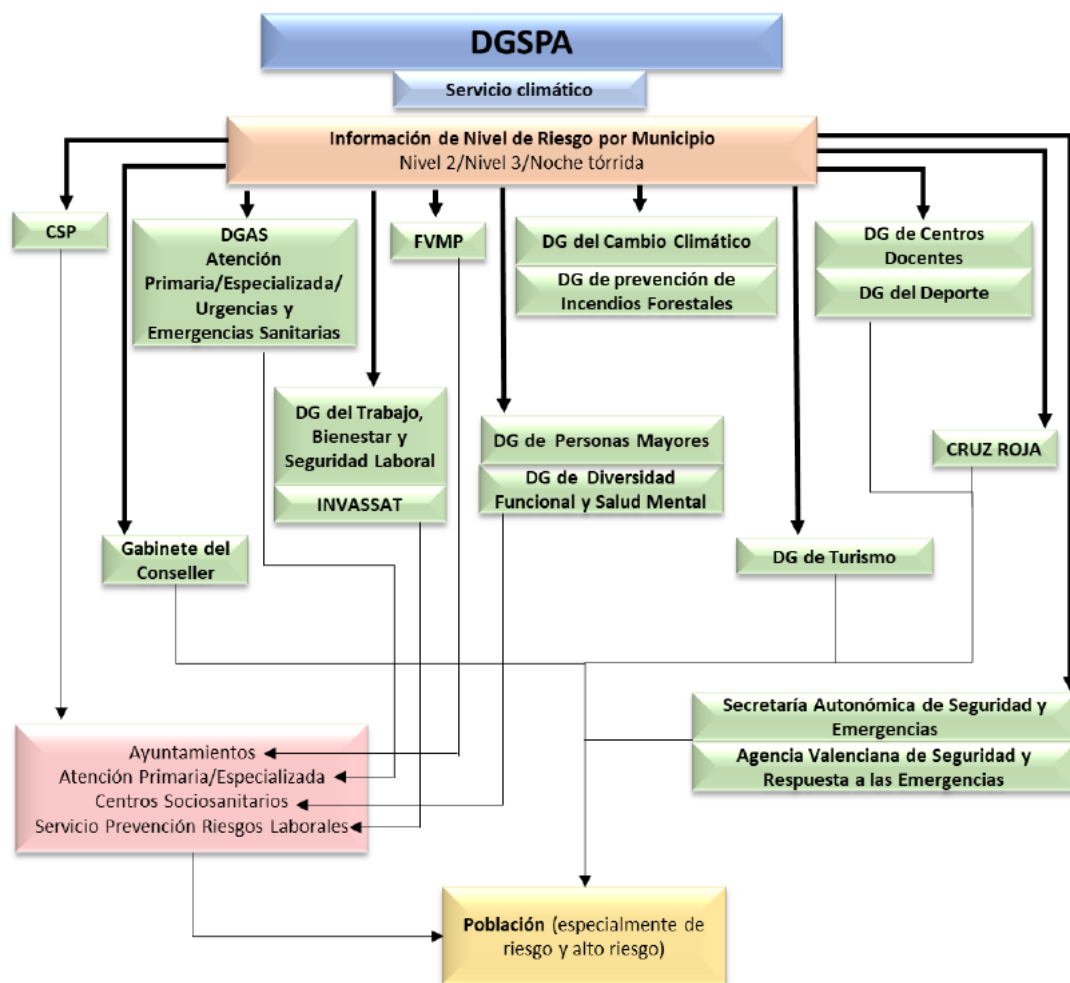 DGSPA
Servicio climático
Información de Nivel de Riesgo por Municipio
Nivel 2/Nivel 3/Noche tórrida
CSP
DGAS
Atención
Primaria/Especializada/
Urgencias y
Emergencias Sanitarias
FVMP
DG del Cambio Climático
DG de prevención de
Incendios Forestales
DG de Centros
Docentes
DG del Deporte
DG del Trabajo,
Bienestar y
Seguridad Laboral
INVASSAT
DG de Personas Mayores
DG de Diversidad
Funcional y Salud Mental
CRUZ ROJA
Gabinete del
Conseller
DG de Turismo
Secretaría Autonómica de Seguridad y
Emergencias
Agencia Valenciana de Seguridad y
Respuesta a las Emergencias
Ayuntamientos
Atención Primaria/Especializada
Centros Sociosanitarios
Servicio Prevención Riesgos Laborales
Población (especialmente de
riesgo y alto riesgo)